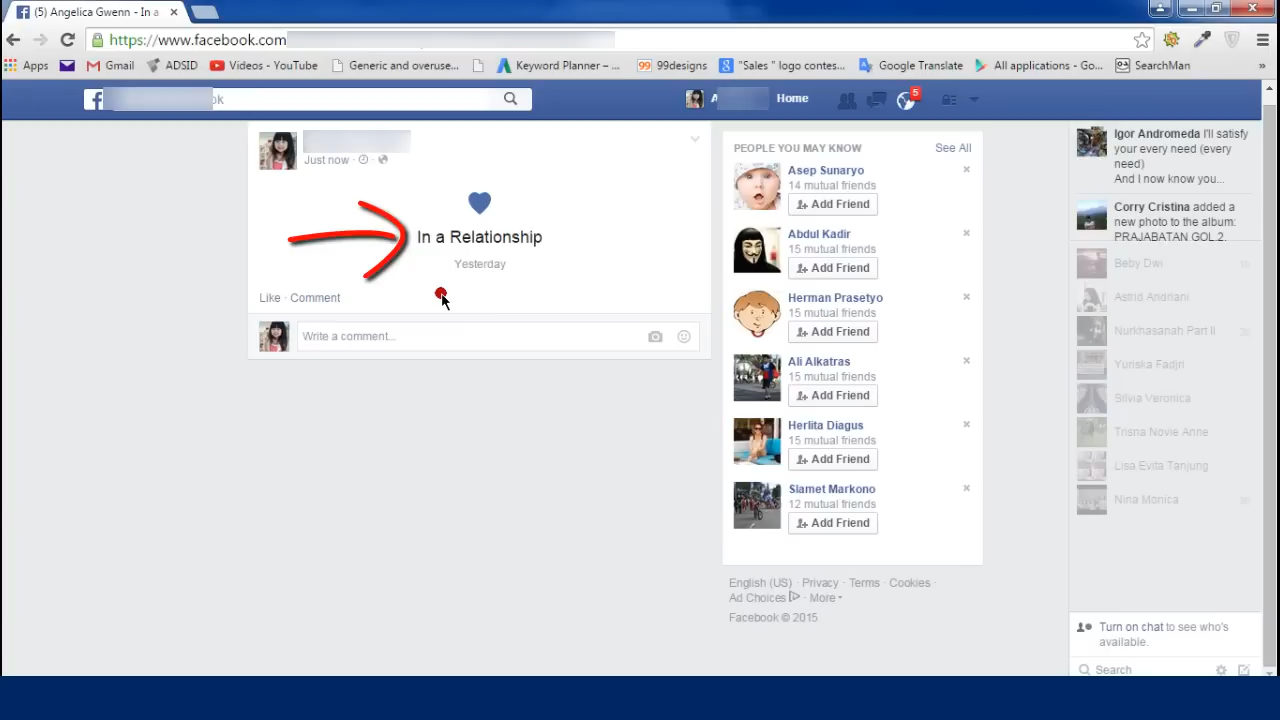 (5) Angelica Gwenn - In a
https://www.facebook.com
Apps Gmail ADSID Videos - YouTube Generic and overuse... Keyword Planner – ... 99designs "Sales " logo contes... Google Translate All applications - Go... SearchMan »
k
A
Home
5
Just now ·
In a Relationship
Yesterday
Like · Comment
Write a comment...
PEOPLE YOU MAY KNOW See All
Asep Sunaryo
14 mutual friends
Add Friend
Abdul Kadir
15 mutual friends
Add Friend
Herman Prasetyo
15 mutual friends
Add Friend
Ali Alkatras
15 mutual friends
Add Friend
Herlita Diagus
15 mutual friends
Add Friend
Slamet Markono
12 mutual friends
Add Friend
English (US) · Privacy · Terms · Cookies ·
Ad Choices · More
Facebook © 2015
Igor Andromeda I'll satisfy
your every need (every
need)
And I now know you...
Corry Cristina added a
new photo to the album:
PRAJABATAN GOL.2.
Beby Dwi
Astrid Andriani
Nurkhasanah Part II
Yuriska Fadjri
Silvia Veronica
Trisna Novie Anne
Lisa Evita Tanjung
Nina Monica
Turn on chat to see who's
available.
Search